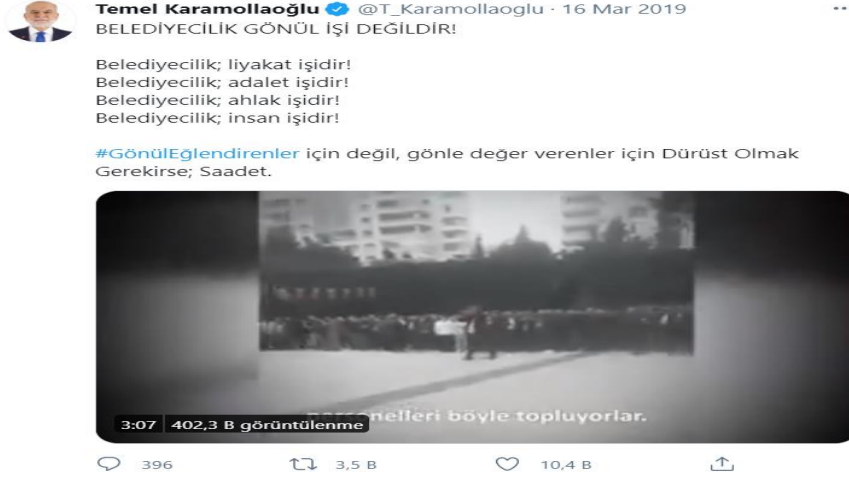 Temel Karamollaoğlu @T_Karamollaoglu · 16 Mar 2019
BELEDİYECİLİK GÖNÜL İŞİ DEĞİLDİR!
Belediyecilik; liyakat işidir!
Belediyecilik; adalet işidir!
Belediyecilik; ahlak işidir!
Belediyecilik; insan işidir!
#GönülEğlendirenler için değil, gönle değer verenler için Dürüst Olmak
Gerekirse; Saadet.
personelleri böyle topluyorlar.
3:07 402,3 B görüntülenme
396 3,5 B 10,4 B